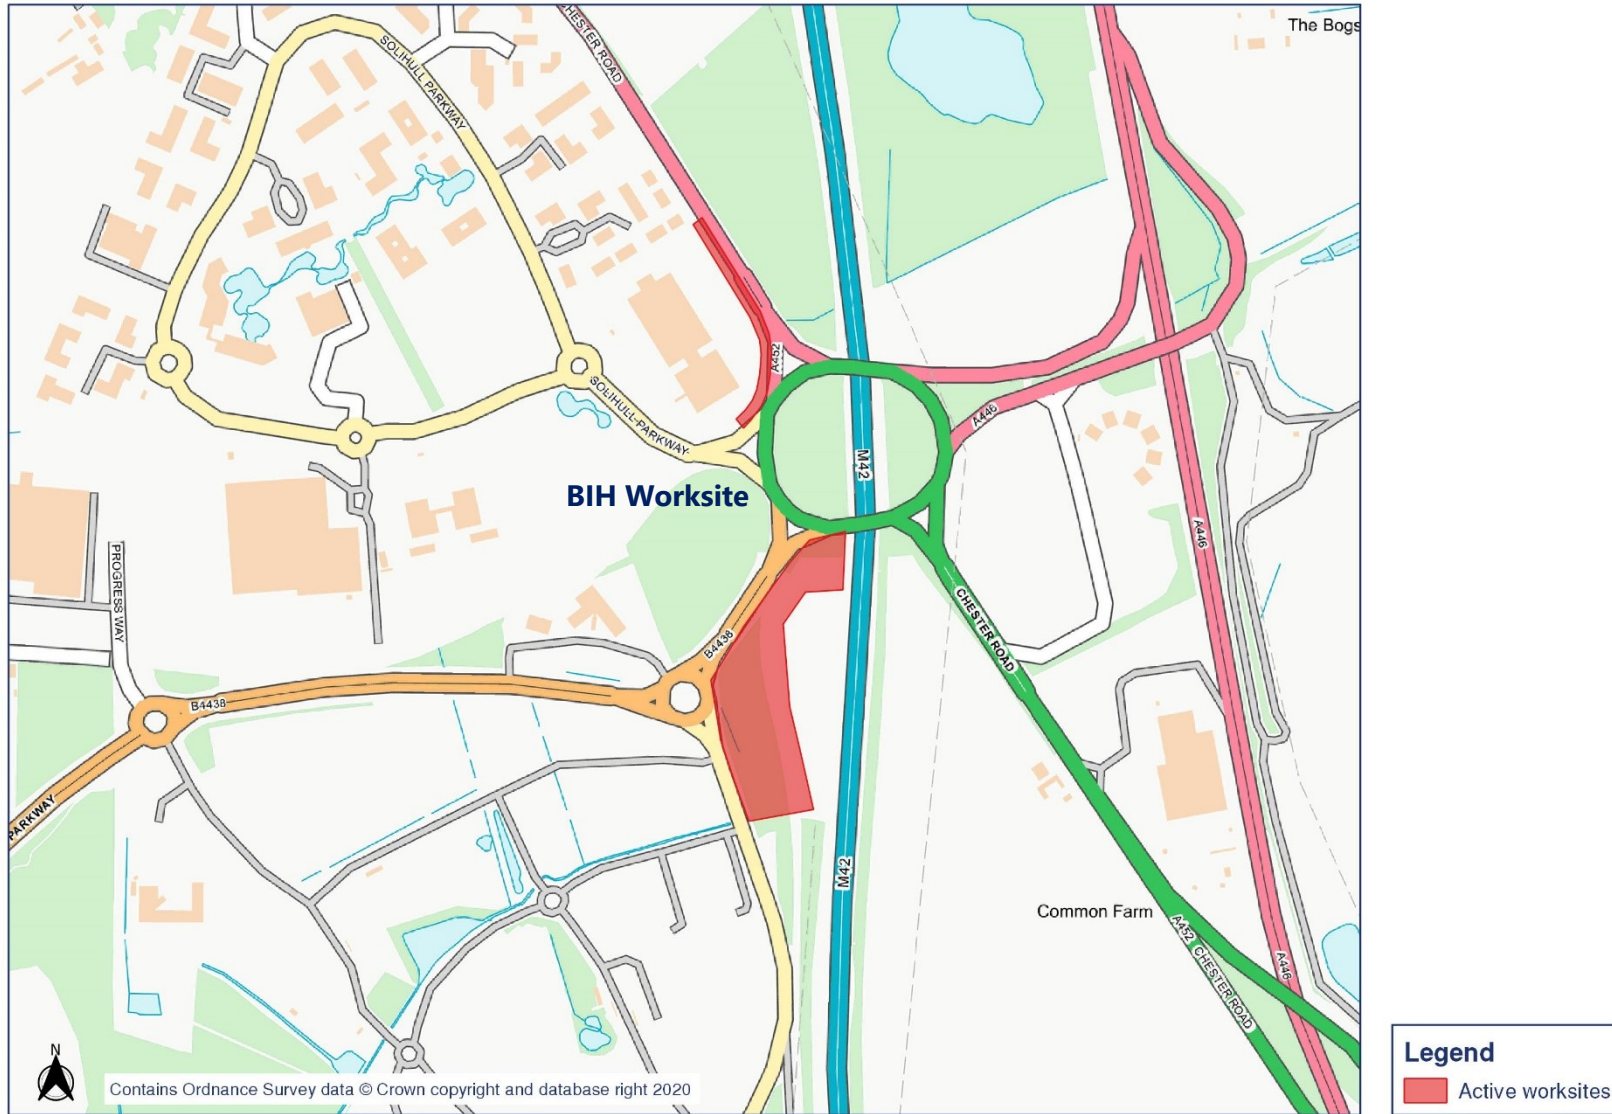 CHESTER ROAD
The Bogs
SOLIHULL PARKWAY
A452
SOLIHULL PARKWAY
A446
M42
BIH Worksite
A446
PROGRESS WAY
CHESTER ROAD
B4438
B4438
PARKWAY
M42
Common Farm
A452 CHESTER ROAD
A446
N
Contains Ordnance Survey data © Crown copyright and database right 2020
Legend
Active worksites